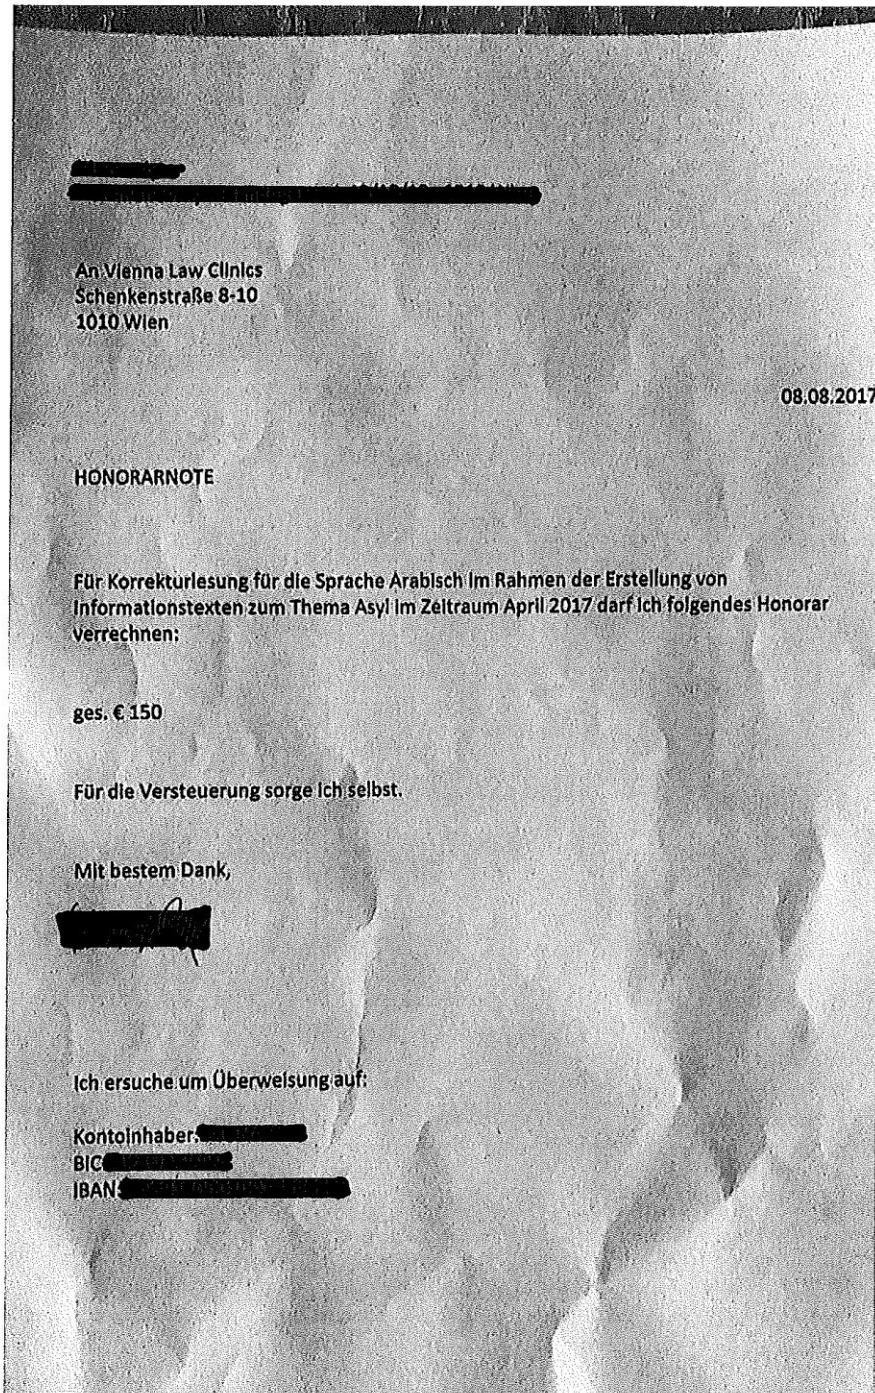 An Vienna Law Clinics
Schenkenstraße 8-10
1010 Wien
08.08.2017
HONORARNOTE
Für Korrekturlesung für die Sprache Arabisch im Rahmen der Erstellung von
Informationstexten zum Thema Asyl im Zeitraum April 2017 darf ich folgendes Honorar
verrechnen:
ges. € 150
Für die Versteuerung sorge ich selbst.
Mit bestem Dank,
Ich ersuche um Überweisung auf:
Kontoinhaber:
BIC
IBAN: